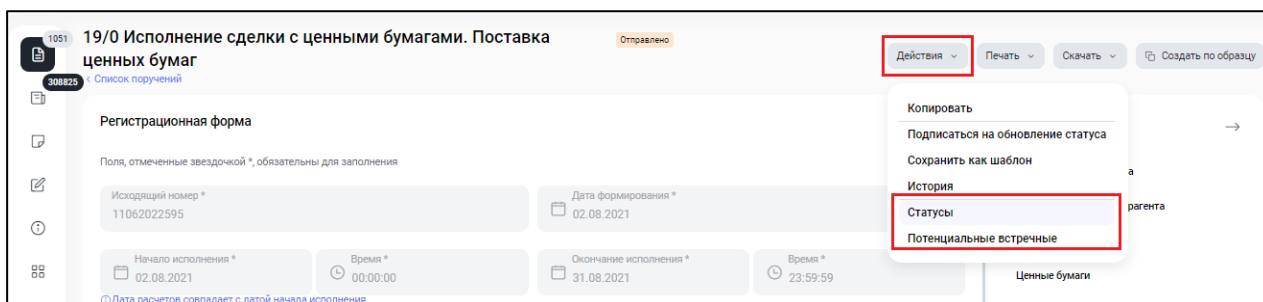 1051
19/0 Исполнение сделки с ценными бумагами. Поставка
ценных бумаг
Отправлено
Действия
Печать
Скачать
Создать по образцу
308825
< Список поручений
Регистрационная форма
Поля, отмеченные звездочкой *, обязательны для заполнения
Исходящий номер *
11062022595
Дата формирования *
02.08.2021
Начало исполнения *
02.08.2021
Время *
00:00:00
Окончание исполнения *
31.08.2021
Время *
23:59:59
Дата расчетов совпадает с датой начала исполнения
Копировать
Подписаться на обновление статуса
Сохранить как шаблон
История
Статусы
Потенциальные встречные
а
рагента
Ценные бумаги